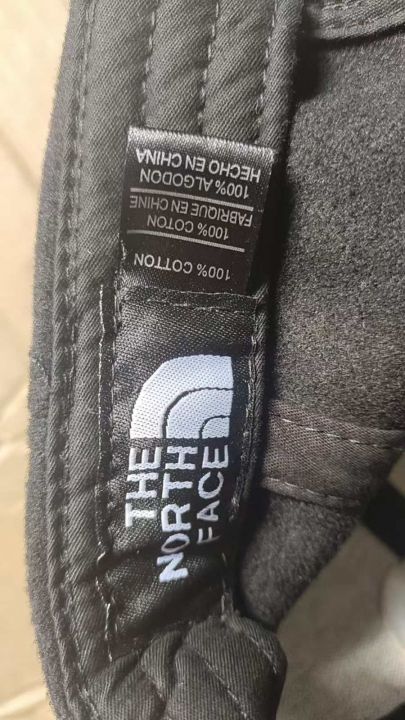 100% COTTON
100% COTON
FABRIQUE EN CHINE
100% ALGODON
HECHO EN CHINA
THE
NORTH
FACE